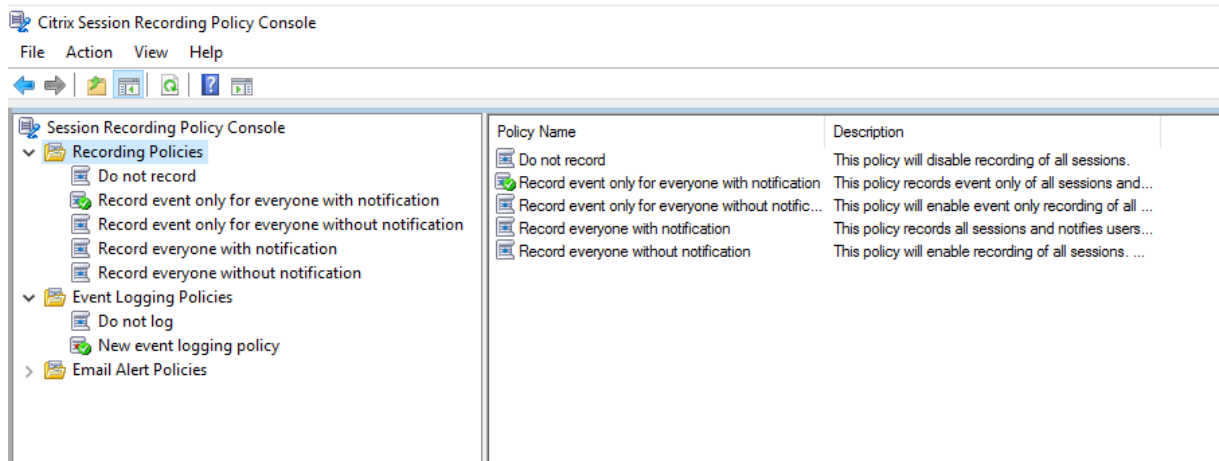 Citrix Session Recording Policy Console
File Action View Help
Session Recording Policy Console
Recording Policies
Do not record
Record event only for everyone with notification
Record event only for everyone without notification
Record everyone with notification
Record everyone without notification
Event Logging Policies
Do not log
New event logging policy
Email Alert Policies
Policy Name Description
Do not record This policy will disable recording of all sessions.
Record event only for everyone with notification This policy records event only of all sessions and...
Record event only for everyone without notific... This policy will enable event only recording of all ...
Record everyone with notification This policy records all sessions and notifies users...
Record everyone without notification This policy will enable recording of all sessions. ...